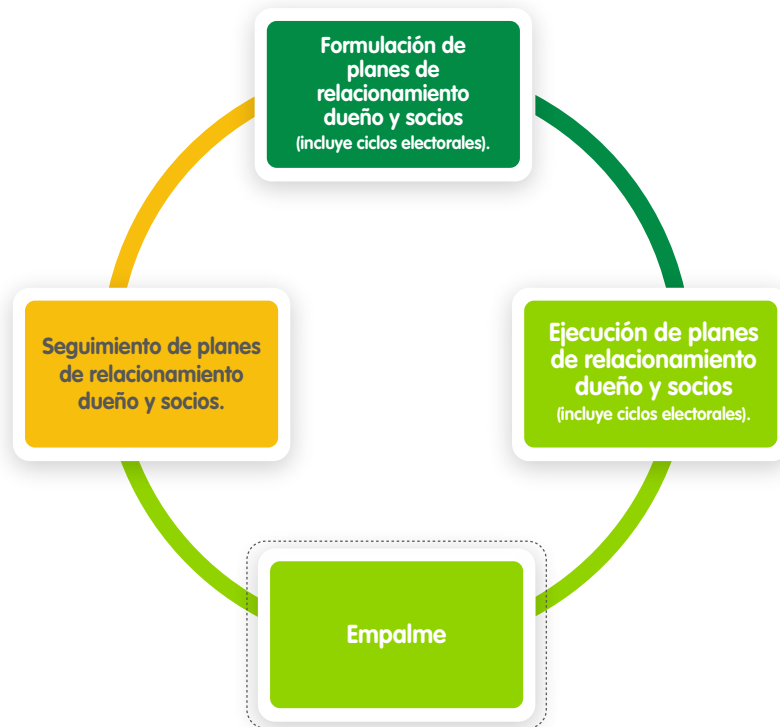 Formulación de
planes de
relacionamiento
dueño y socios
(incluye ciclos electorales).
Ejecución de planes
de relacionamiento
dueño y socios
(incluye ciclos electorales).
Empalme
Seguimiento de planes
de relacionamiento
dueño y socios.